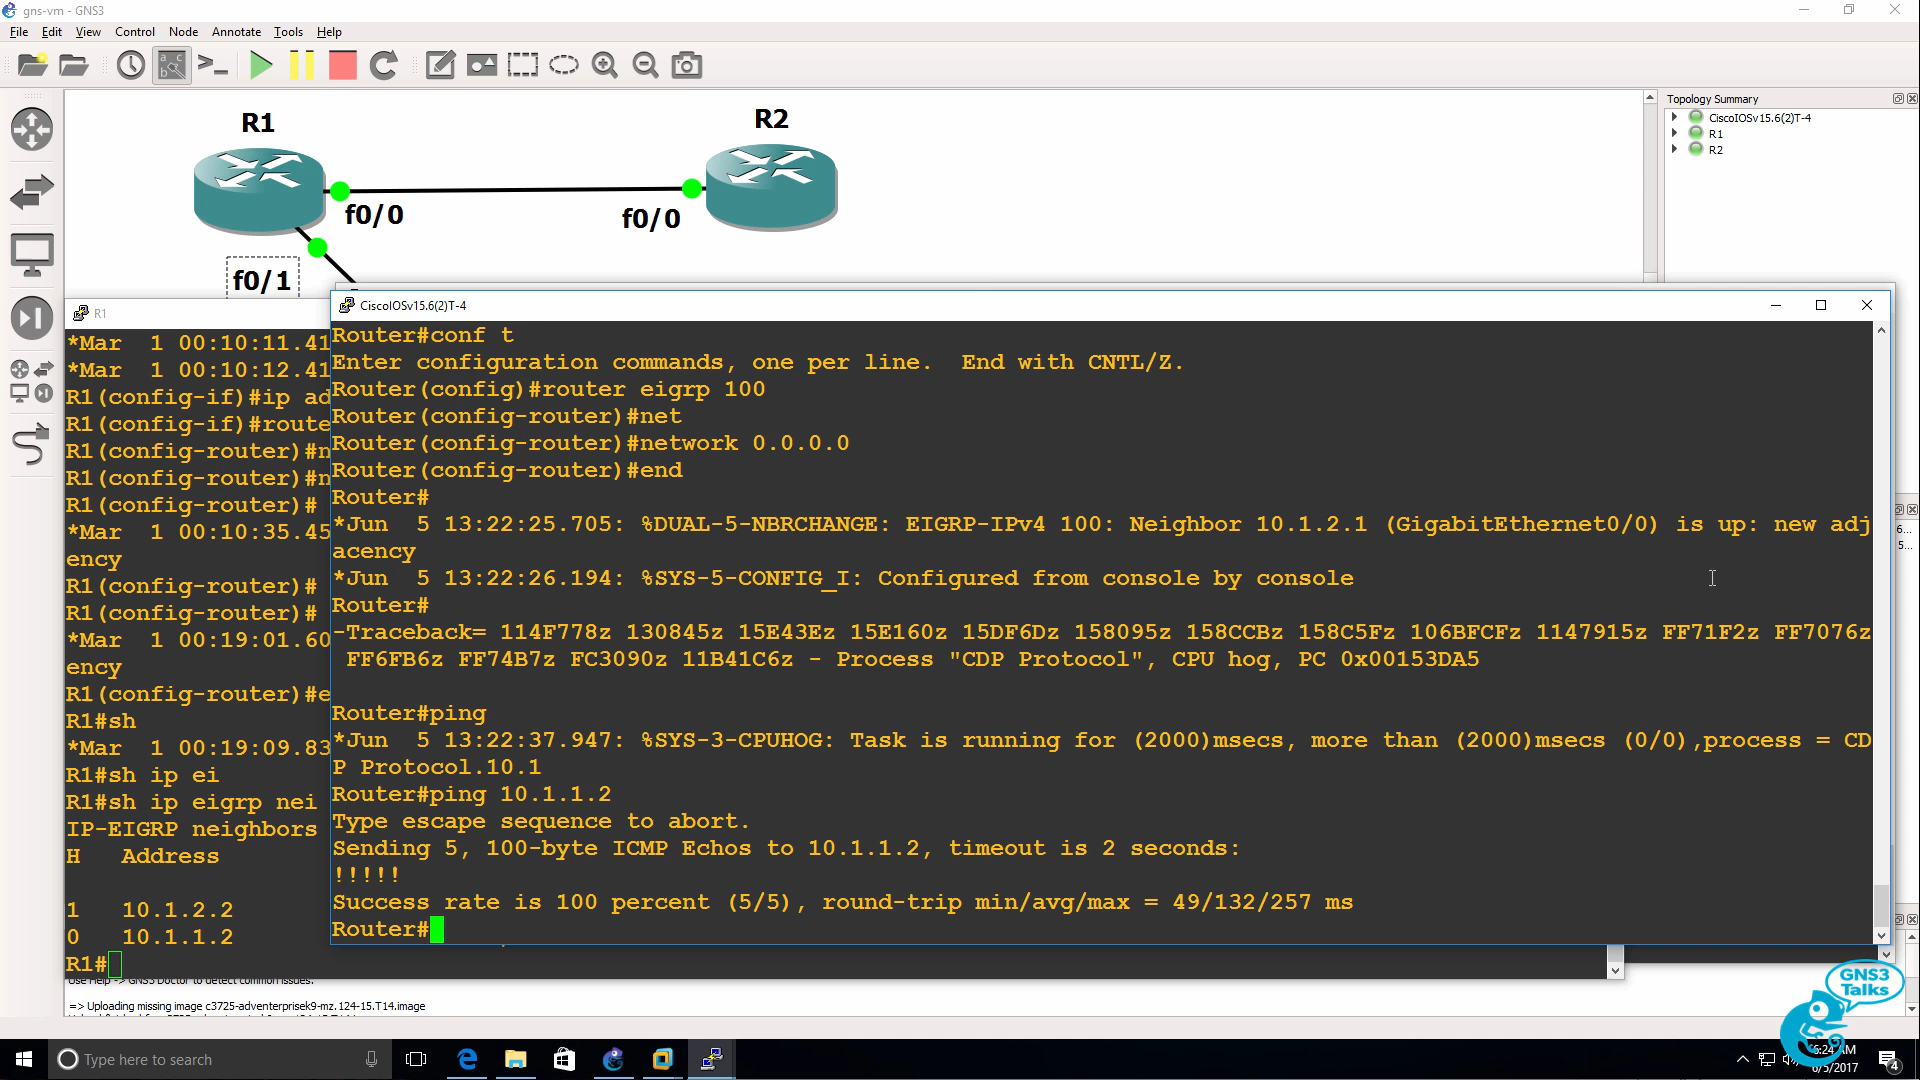 gns-vm - GNS3
File Edit View Control Node Annotate Tools Help
R1
R2
f0/0
f0/0
f0/1
Topology Summary
CiscoIOSv15.6(2)T-4
R1
R2
R1
*Mar  1 00:10:11.41
*Mar  1 00:10:12.41
R1(config-if)#ip ad
R1(config-if)#route
R1(config-router)#n
R1(config-router)#n
R1(config-router)#
*Mar  1 00:10:35.45
ency
R1(config-router)#
R1(config-router)#
*Mar  1 00:19:01.60
ency
R1(config-router)#e
R1#sh
*Mar  1 00:19:09.83
R1#sh ip ei
R1#sh ip eigrp nei
IP-EIGRP neighbors
H   Address
1   10.1.2.2
0   10.1.1.2
R1#
CiscoIOSv15.6(2)T-4
Router#conf t
Enter configuration commands, one per line.  End with CNTL/Z.
Router(config)#router eigrp 100
Router(config-router)#net
Router(config-router)#network 0.0.0.0
Router(config-router)#end
Router#
*Jun  5 13:22:25.705: %DUAL-5-NBRCHANGE: EIGRP-IPv4 100: Neighbor 10.1.2.1 (GigabitEthernet0/0) is up: new adj
acency
*Jun  5 13:22:26.194: %SYS-5-CONFIG_I: Configured from console by console
Router#
-Traceback= 114F778z 130845z 15E43Ez 15E160z 15DF6Dz 158095z 158CCBz 158C5Fz 106BFCFz 1147915z FF71F2z FF7076z
FF6FB6z FF74B7z FC3090z 11B41C6z - Process "CDP Protocol", CPU hog, PC 0x00153DA5
Router#ping
*Jun  5 13:22:37.947: %SYS-3-CPUHOG: Task is running for (2000)msecs, more than (2000)msecs (0/0),process = CD
P Protocol.10.1
Router#ping 10.1.1.2
Type escape sequence to abort.
Sending 5, 100-byte ICMP Echos to 10.1.1.2, timeout is 2 seconds:
!!!!!
Success rate is 100 percent (5/5), round-trip min/avg/max = 49/132/257 ms
Router#
Use Help -> GNS3 Doctor to detect common issues.
=> Uploading missing image c3725-adventerprisek9-mz.124-15.T14.image
GNS3
Talks
Type here to search
6:24 AM
6/5/2017
4